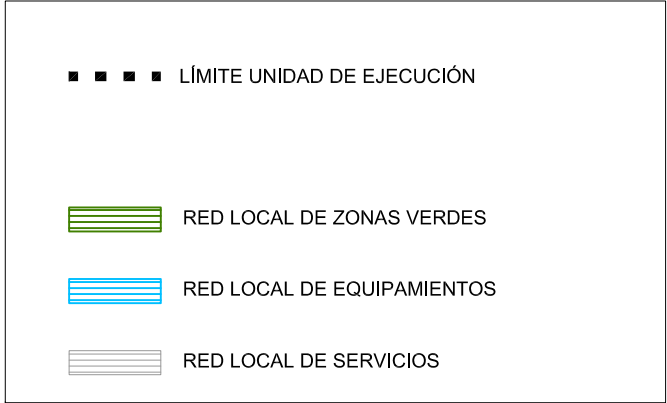 LÍMITE UNIDAD DE EJECUCIÓN
RED LOCAL DE ZONAS VERDES
RED LOCAL DE EQUIPAMIENTOS
RED LOCAL DE SERVICIOS